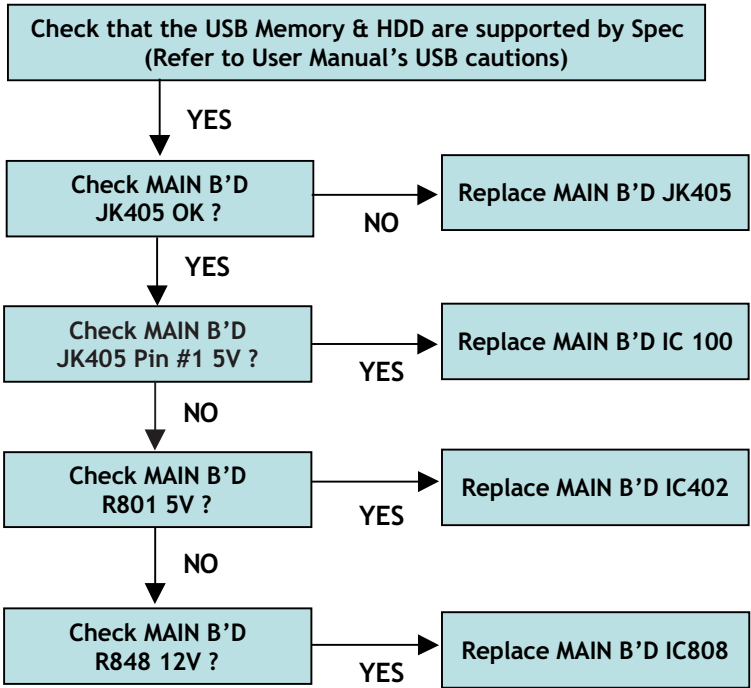 Check that the USB Memory & HDD are supported by Spec
(Refer to User Manual's USB cautions)
YES
Check MAIN B'D
JK405 OK ?
NO
Replace MAIN B'D JK405
YES
Check MAIN B'D
JK405 Pin #1 5V ?
YES
Replace MAIN B'D IC 100
NO
Check MAIN B'D
R801 5V ?
YES
Replace MAIN B'D IC402
NO
Check MAIN B'D
R848 12V ?
YES
Replace MAIN B'D IC808